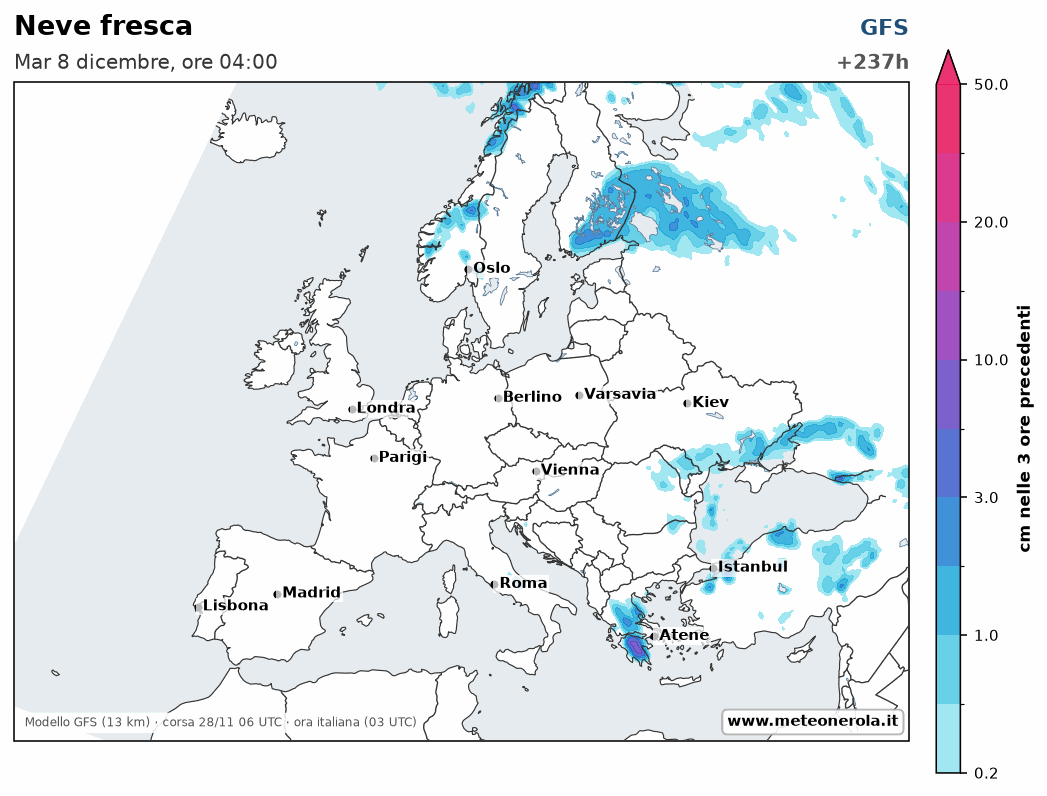 Neve fresca
GFS
Mar 8 dicembre, ore 04:00
+237h
50.0
20.0
10.0
3.0
1.0
0.2
cm nelle 3 ore precedenti
Oslo
Londra
Berlino
Varsavia
Kiev
Parigi
Vienna
Istanbul
Roma
Madrid
Lisbona
Atene
Modello GFS (13 km) · corsa 28/11 06 UTC · ora italiana (03 UTC)
www.meteonerola.it